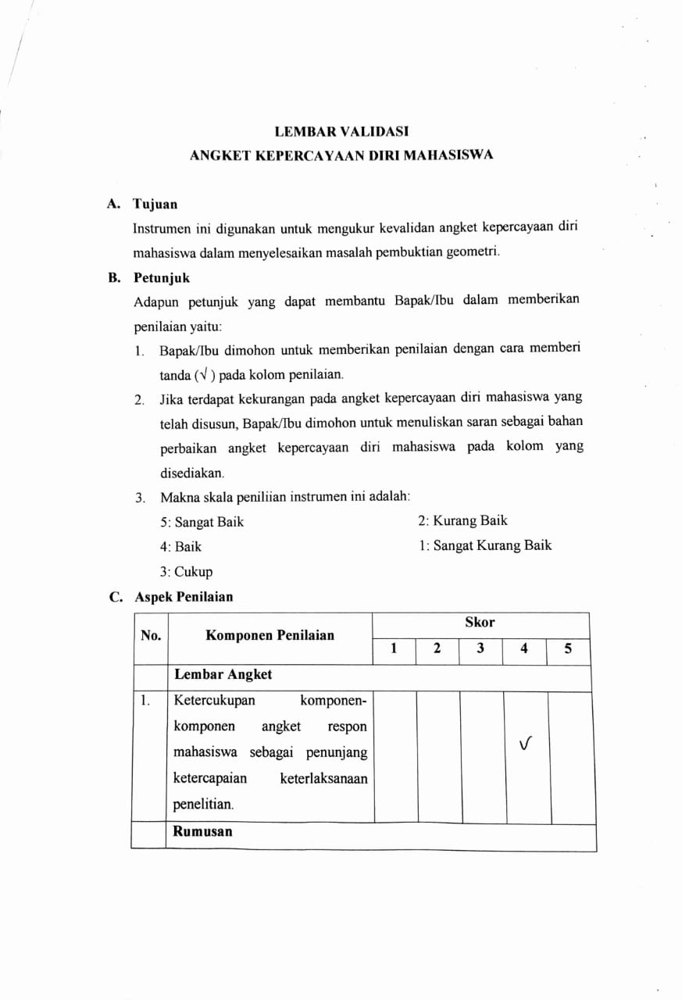 LEMBAR VALIDASI
ANGKET KEPERCAYAAN DIRI MAHASISWA
A. Tujuan
Instrumen ini digunakan untuk mengukur kevalidan angket kepercayaan diri
mahasiswa dalam menyelesaikan masalah pembuktian geometri.
B. Petunjuk
Adapun petunjuk yang dapat membantu Bapak/Ibu dalam memberikan
penilaian yaitu:
1. Bapak/Ibu dimohon untuk memberikan penilaian dengan cara memberi
tanda (√ ) pada kolom penilaian.
2. Jika terdapat kekurangan pada angket kepercayaan diri mahasiswa yang
telah disusun, Bapak/Ibu dimohon untuk menuliskan saran sebagai bahan
perbaikan angket kepercayaan diri mahasiswa pada kolom yang
disediakan.
3. Makna skala peniliian instrumen ini adalah:
5: Sangat Baik 2: Kurang Baik
4: Baik 1: Sangat Kurang Baik
3: Cukup
C. Aspek Penilaian
No. Komponen Penilaian Skor
1 2 3 4 5
Lembar Angket
1. Ketercukupan komponen-
komponen angket respon
mahasiswa sebagai penunjang √
ketercapaian keterlaksanaan
penelitian.
Rumusan